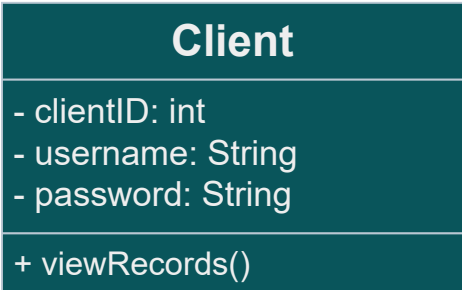 Client
- clientID: int
- username: String
- password: String
+ viewRecords()